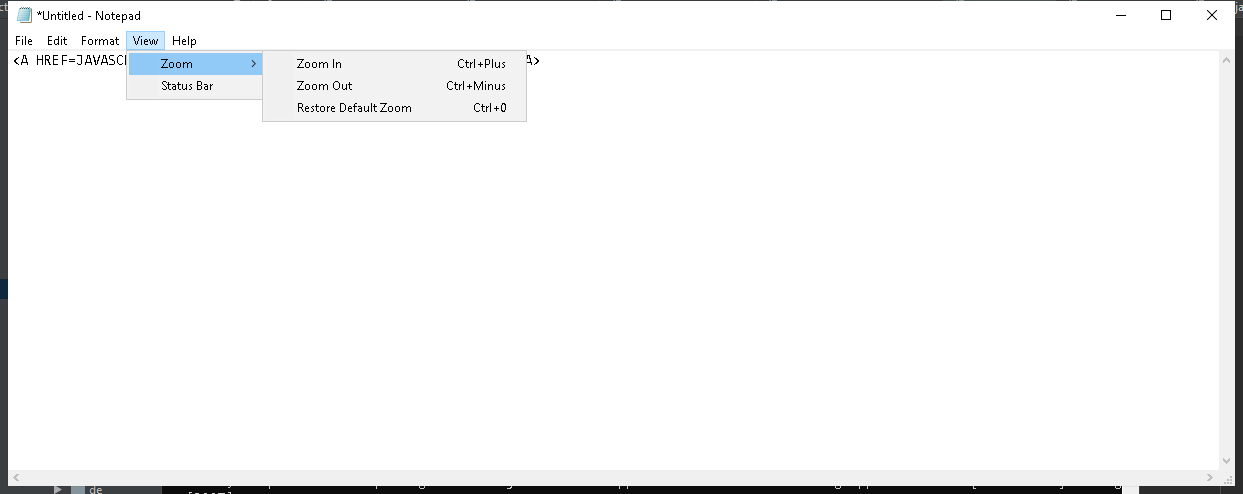 *Untitled - Notepad
File Edit Format View Help
<A HREF=JAVASC A>
Zoom
Status Bar
Zoom In Ctrl+Plus
Zoom Out Ctrl+Minus
Restore Default Zoom Ctrl+0
de